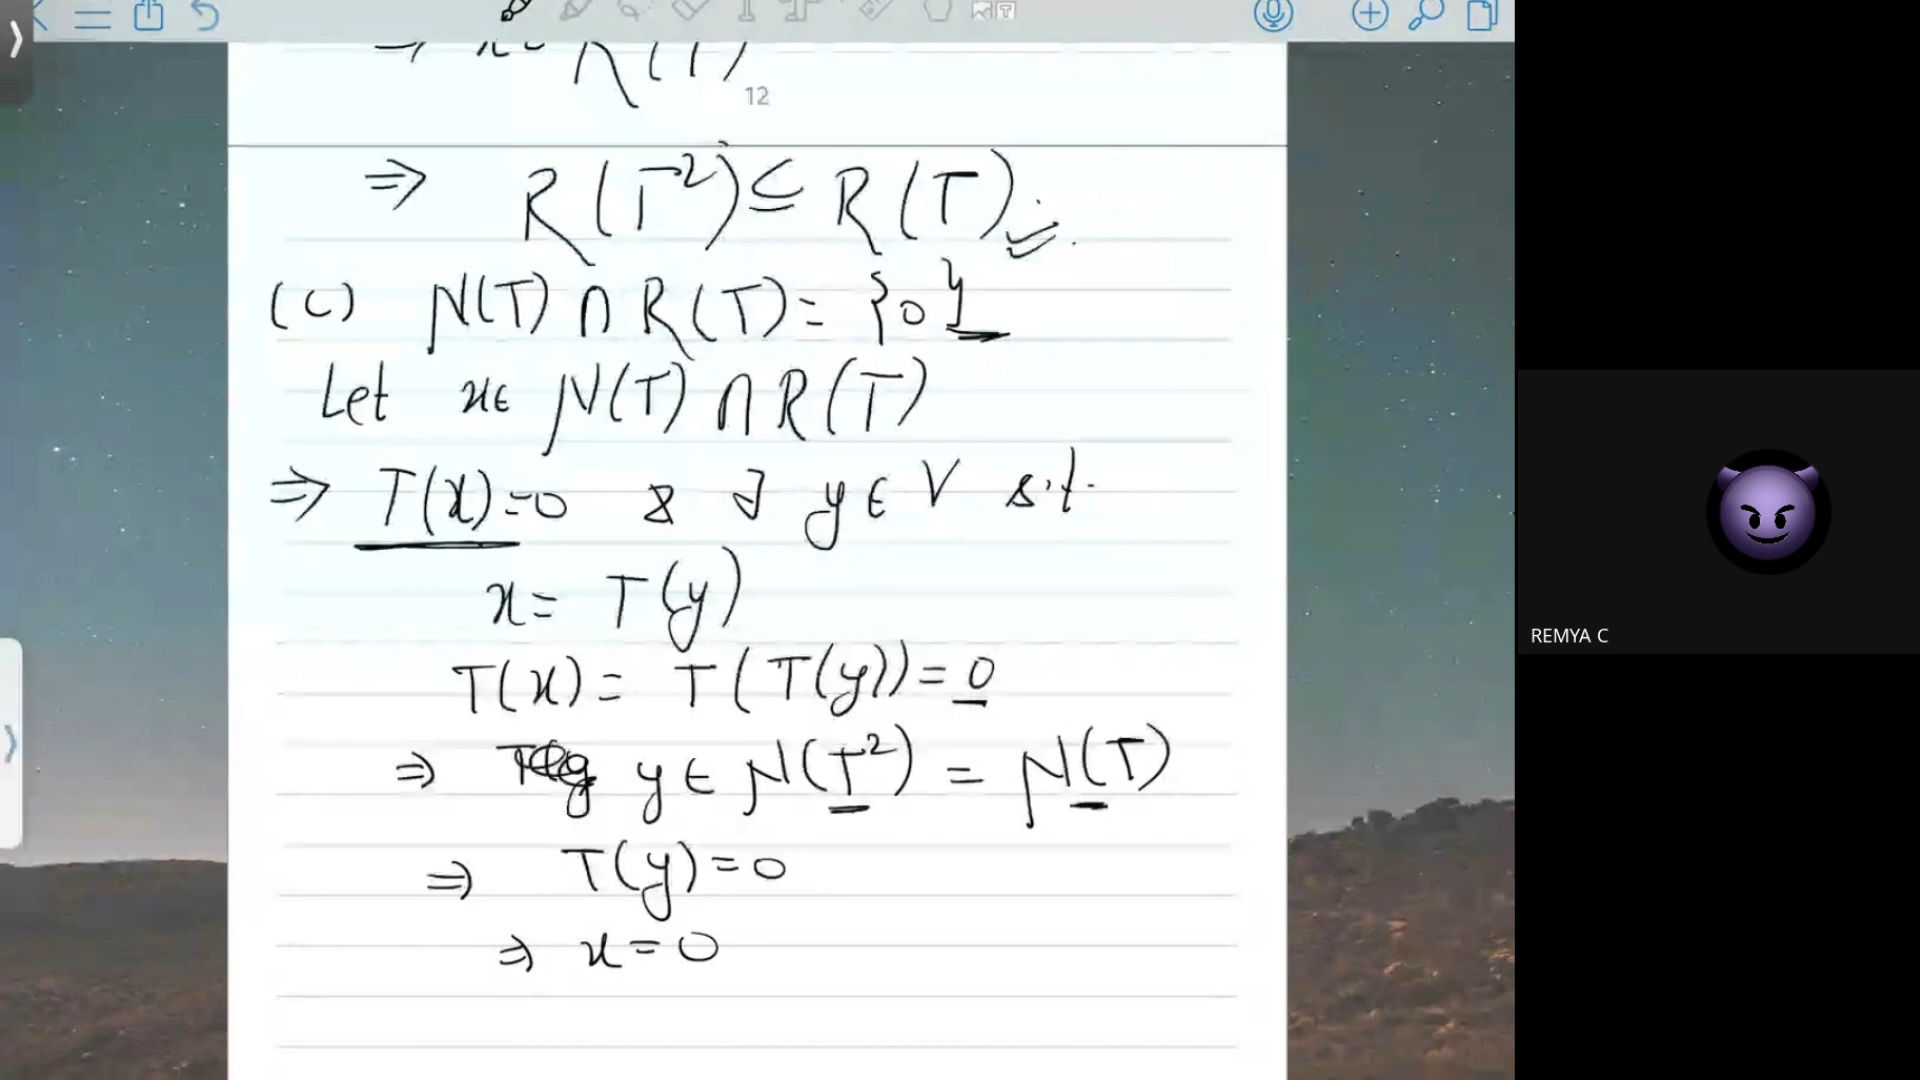 ⇒ x ∈ R(T)
12
⇒ R(T²) ⊆ R(T).
(C) N(T) ∩ R(T) = {0}
Let x ∈ N(T) ∩ R(T)
⇒ T(x) = 0 & ∃ y ∈ V s.t.
x = T(y)
T(x) = T(T(y)) = 0
⇒ y ∈ N(T²) = N(T)
⇒ T(y) = 0
⇒ x = 0
REMYA C